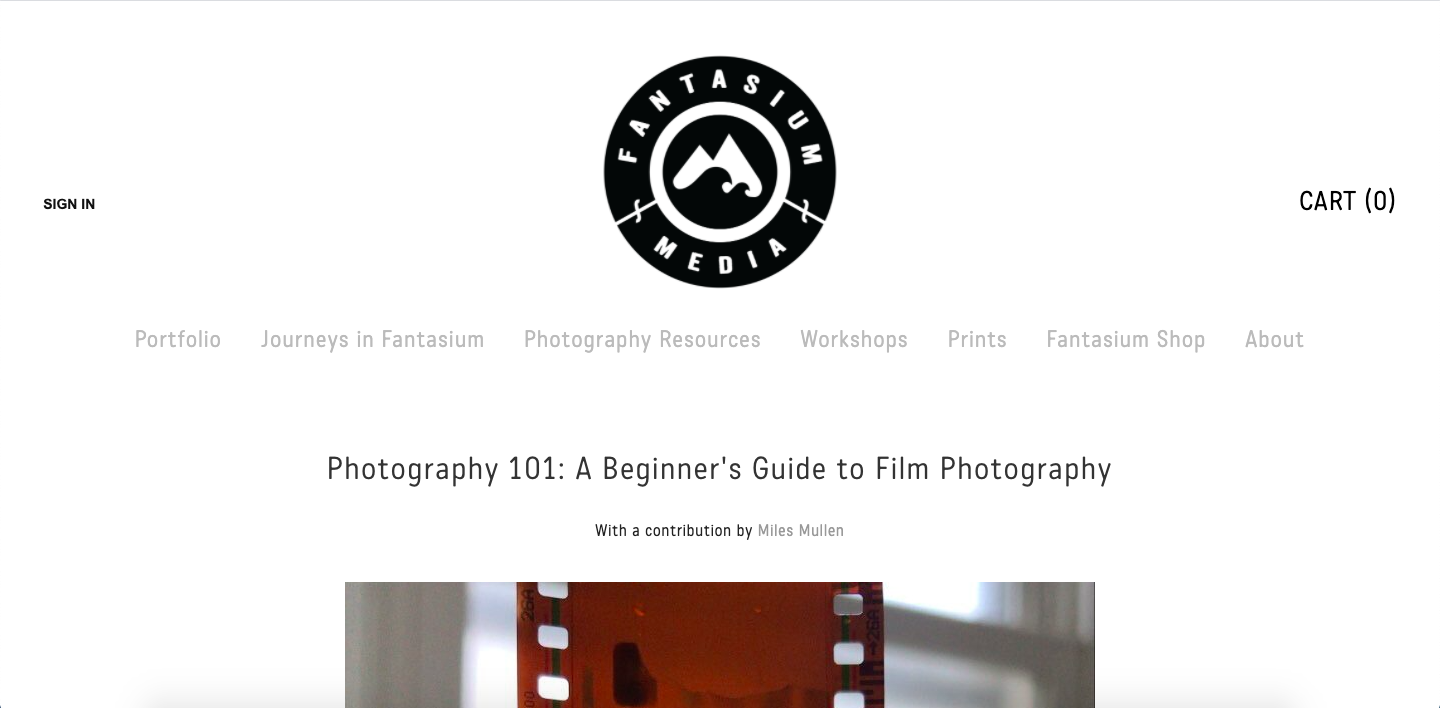 FANTASIUM
MEDIA
SIGN IN
CART (0)
Portfolio Journeys in Fantasium Photography Resources Workshops Prints Fantasium Shop About
Photography 101: A Beginner's Guide to Film Photography
With a contribution by Miles Mullen
26A
→26A